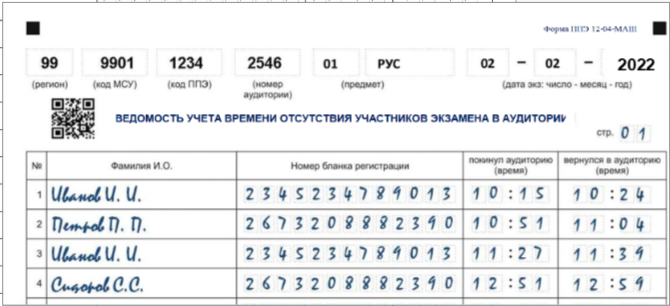 Форма ППЭ 12-04-МАШ
99 9901 1234 2546 01 РУС 02 – 02 – 2022
(регион) (код МСУ) (код ППЭ) (номер аудитории) (предмет) (дата экз: число - месяц - год)
ВЕДОМОСТЬ УЧЕТА ВРЕМЕНИ ОТСУТСТВИЯ УЧАСТНИКОВ ЭКЗАМЕНА В АУДИТОРИИ
стр. 01
№ Фамилия И.О. Номер бланка регистрации покинул аудиторию (время) вернулся в аудиторию (время)
1 Иванов И. И. 2345234789013 10:15 10:24
2 Петров П. П. 2673208882390 10:51 11:04
3 Иванов И. И. 2345234789013 11:27 11:39
4 Сидоров С.С. 2673208882390 12:51 12:59